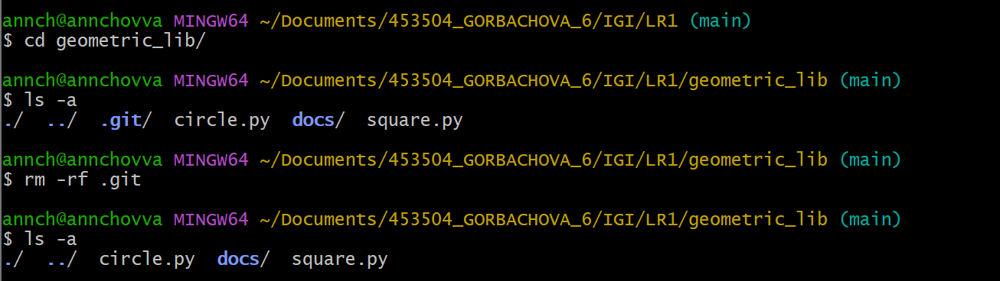 annch@annchovva MINGW64 ~/Documents/453504_GORBACHOVA_6/IGI/LR1 (main)
$ cd geometric_lib/
annch@annchovva MINGW64 ~/Documents/453504_GORBACHOVA_6/IGI/LR1/geometric_lib (main)
$ ls -a
./  ../  .git/  circle.py  docs/  square.py
annch@annchovva MINGW64 ~/Documents/453504_GORBACHOVA_6/IGI/LR1/geometric_lib (main)
$ rm -rf .git
annch@annchovva MINGW64 ~/Documents/453504_GORBACHOVA_6/IGI/LR1/geometric_lib (main)
$ ls -a
./  ../  circle.py  docs/  square.py